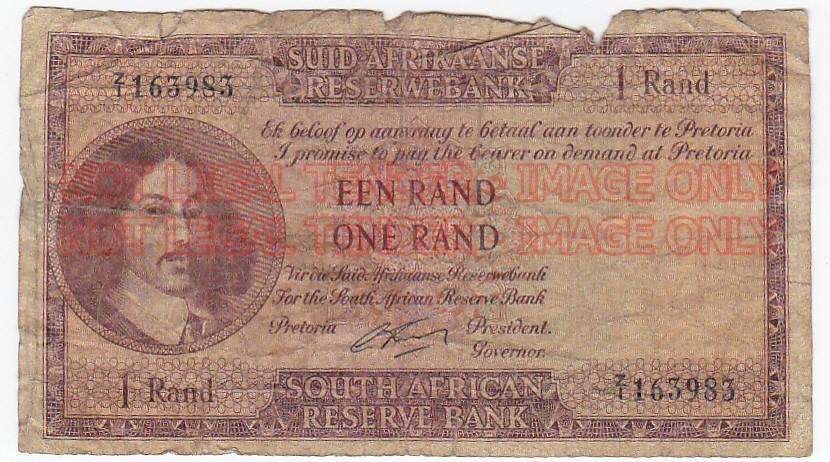 SUID AFRIKAANSE
RESERWEBANK
Z/1 163983
1 Rand
Ek beloof op aanvraag te betaal aan toonder te Pretoria
I promise to pay the bearer on demand at Pretoria
NOT LEGAL TENDER - IMAGE ONLY
EEN RAND
ONE RAND
NOT LEGAL TENDER - IMAGE ONLY
Vir die Suid-Afrikaanse Reserwebank
For the South African Reserve Bank
Pretoria
President.
Governor.
1 Rand
SOUTH AFRICAN
RESERVE BANK
Z/1 163983